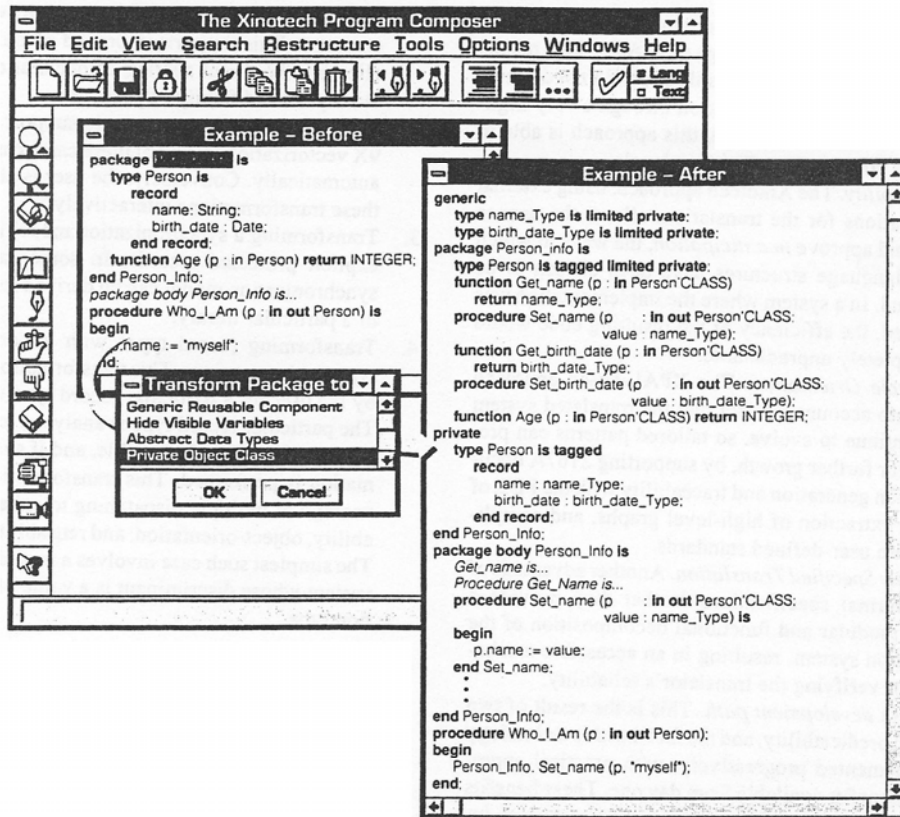 The Xinotech Program Composer
File Edit View Search Restructure Tools Options Windows Help
Lang
Text
this approach is able
Example – Before
package is
type Person is
record
name: String;
birth_date : Date;
end record;
function Age (p : in Person) return INTEGER;
end Person_Info;
package body Person_Info is...
procedure Who_I_Am (p : in out Person) is
begin
p.name := "myself";
Transform Package to
Generic Reusable Component
Hide Visible Variables
Abstract Data Types
Private Object Class
OK Cancel
Example – After
generic
type name_Type is limited private;
type birth_date_Type is limited private;
package Person_info is
type Person is tagged limited private;
function Get_name (p : in Person'CLASS)
return name_Type;
procedure Set_name (p : in out Person'CLASS;
value : name_Type);
function Get_birth_date (p : in Person'CLASS)
return birth_date_Type;
procedure Set_birth_date (p : in out Person'CLASS;
value : birth_date_Type);
function Age (p : in Person'CLASS) return INTEGER;
private
type Person is tagged
record
name : name_Type;
birth_date : birth_date_Type;
end record;
end Person_Info;
package body Person_Info is
Get_name is...
Procedure Get_Name is...
procedure Set_name (p : in out Person'CLASS;
value : name_Type) is
begin
p.name := value;
end Set_name;
end Person_Info;
procedure Who_I_Am (p : in out Person);
begin
Person_Info. Set_name (p. "myself");
end;